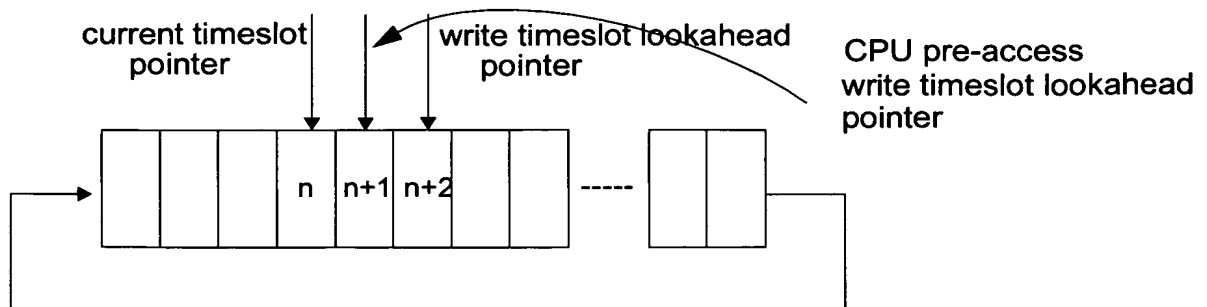 current timeslot
pointer
write timeslot lookahead
pointer
CPU pre-access
write timeslot lookahead
pointer
n
n+1
n+2